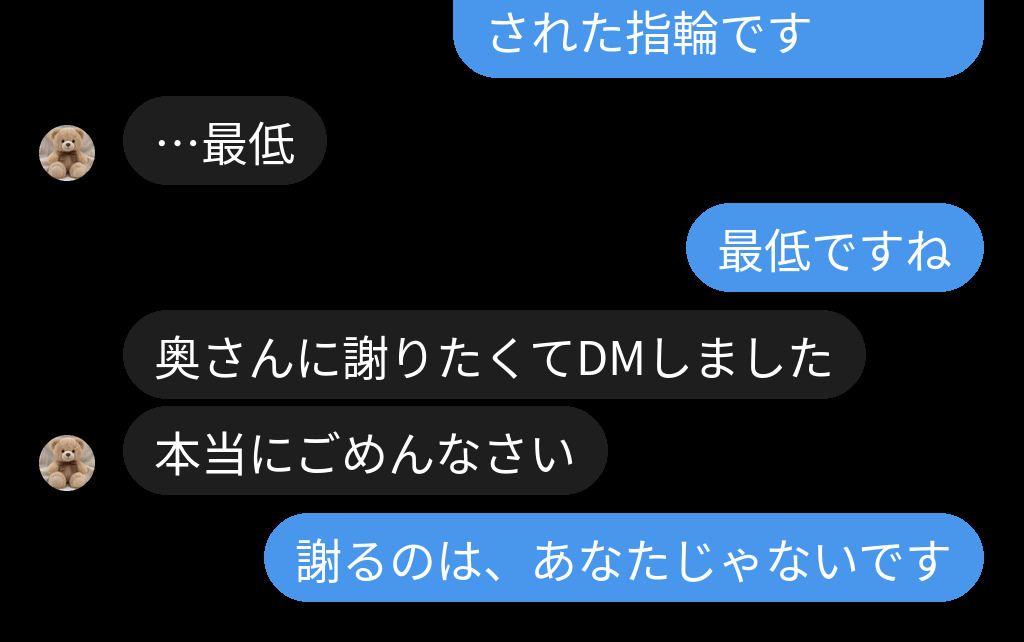 された指輪です
…最低
最低ですね
奥さんに謝りたくてDMしました
本当にごめんなさい
謝るのは、あなたじゃないです